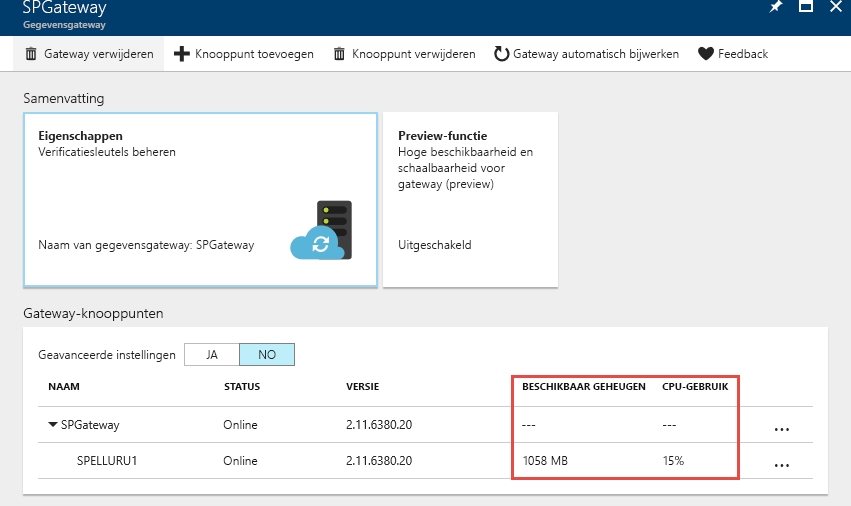 SPGateway
Gegevensgateway
Gateway verwijderen Knooppunt toevoegen Knooppunt verwijderen Gateway automatisch bijwerken Feedback
Samenvatting
Eigenschappen
Verificatiesleutels beheren
Naam van gegevensgateway: SPGateway
Preview-functie
Hoge beschikbaarheid en
schaalbaarheid voor
gateway (preview)
Uitgeschakeld
Gateway-knooppunten
Geavanceerde instellingen JA NO
NAAM STATUS VERSIE BESCHIKBAAR GEHEUGEN CPU-GEBRUIK
SPGateway Online 2.11.6380.20 --- --- ...
SPELLURU1 Online 2.11.6380.20 1058 MB 15% ...